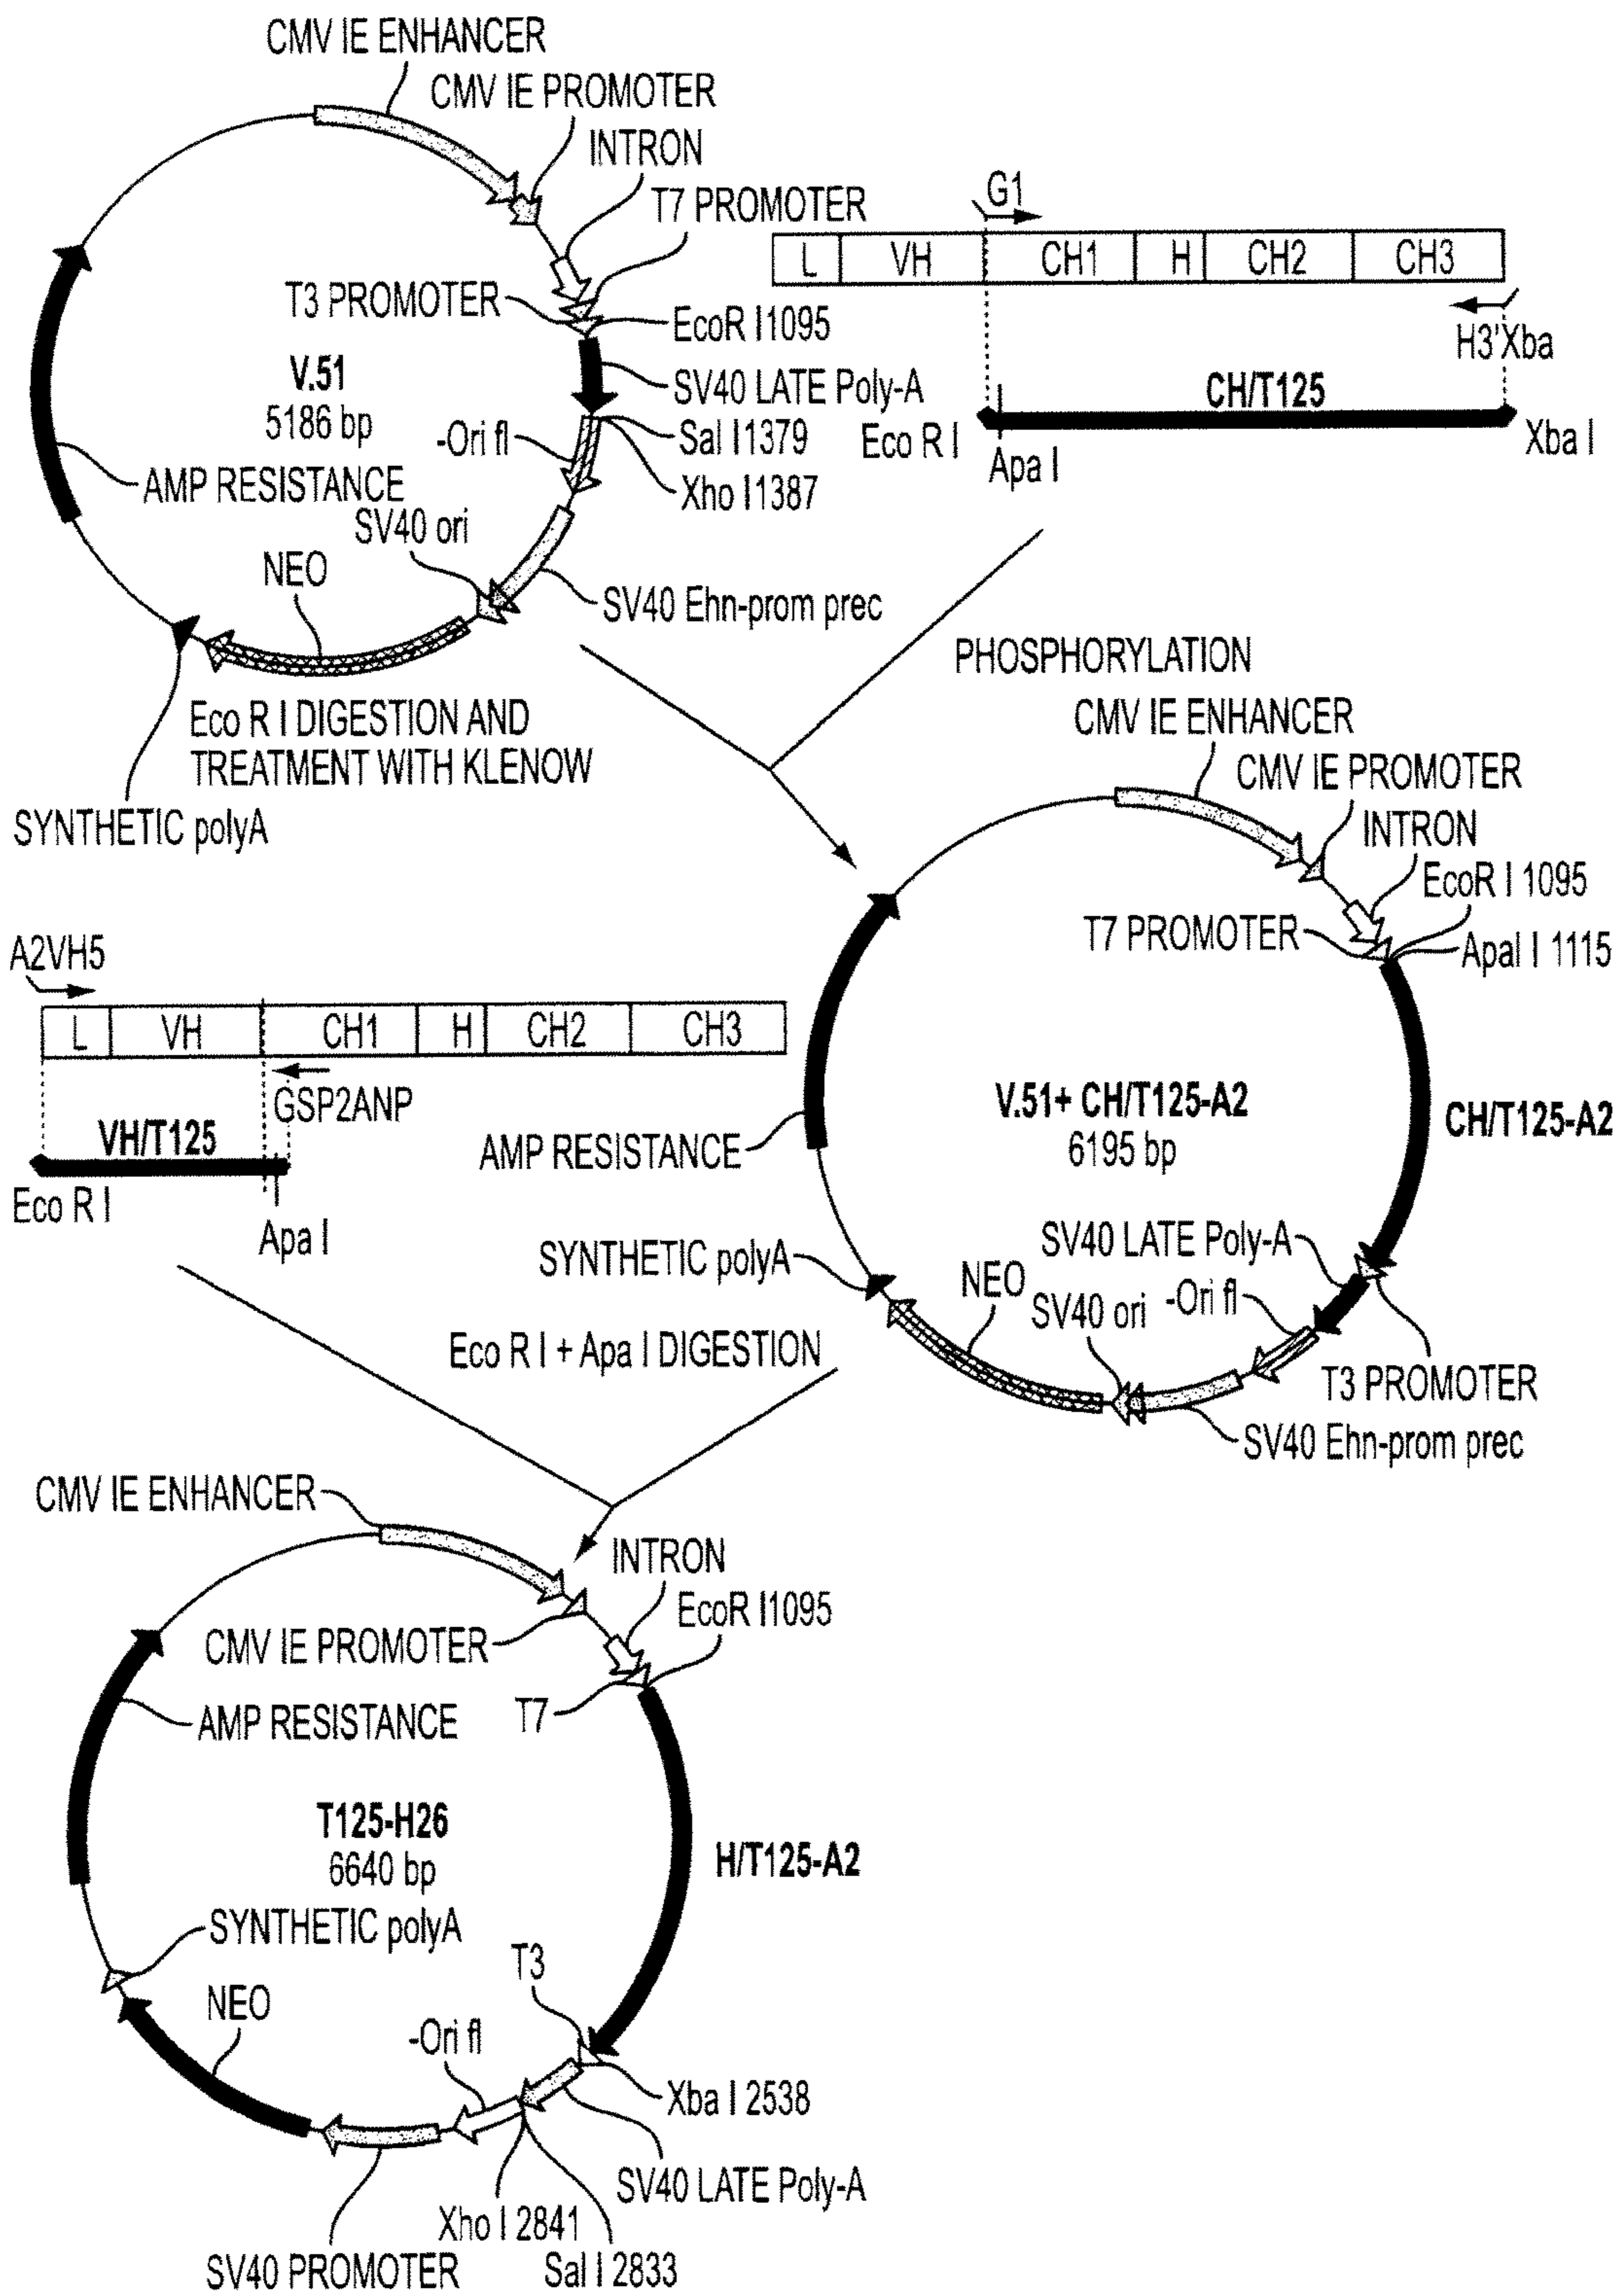 CMV IE ENHANCER
CMV IE PROMOTER
INTRON
T7 PROMOTER
T3 PROMOTER
EcoR I1095
V.51
5186 bp
SV40 LATE Poly-A
-Ori fl
Sal I1379
Xho I1387
AMP RESISTANCE
SV40 ori
NEO
SV40 Ehn-prom prec
Eco R I DIGESTION AND
TREATMENT WITH KLENOW
SYNTHETIC polyA
G1
L VH CH1 H CH2 CH3
H3'Xba
CH/T125
Eco R I
Apa I
Xba I
PHOSPHORYLATION
CMV IE ENHANCER
CMV IE PROMOTER
INTRON
EcoR I 1095
T7 PROMOTER
ApaI I 1115
V.51+ CH/T125-A2
6195 bp
CH/T125-A2
AMP RESISTANCE
SV40 LATE Poly-A
SYNTHETIC polyA
NEO
SV40 ori
-Ori fl
T3 PROMOTER
SV40 Ehn-prom prec
A2VH5
L VH CH1 H CH2 CH3
GSP2ANP
VH/T125
Eco R I
Apa I
Eco R I + Apa I DIGESTION
CMV IE ENHANCER
INTRON
EcoR I1095
CMV IE PROMOTER
T7
AMP RESISTANCE
T125-H26
6640 bp
H/T125-A2
SYNTHETIC polyA
T3
NEO
-Ori fl
Xba I 2538
SV40 LATE Poly-A
Xho I 2841
SV40 PROMOTER
Sal I 2833